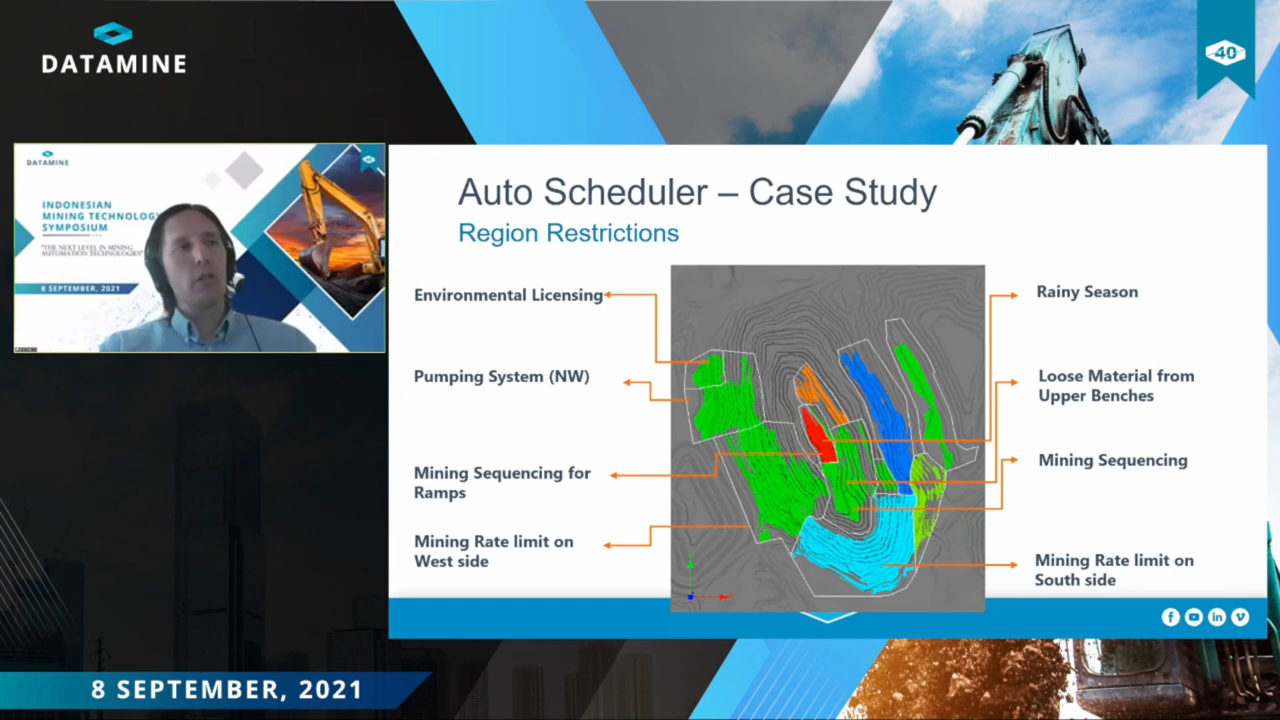 DATAMINE
40
DATAMINE
INDONESIAN
MINING TECHNOLOGY
SYMPOSIUM
"THE NEXT LEVEL IN MINING
AUTOMATION TECHNOLOGIES"
8 SEPTEMBER, 2021
Auto Scheduler – Case Study
Region Restrictions
Environmental Licensing
Pumping System (NW)
Mining Sequencing for
Ramps
Mining Rate limit on
West side
Rainy Season
Loose Material from
Upper Benches
Mining Sequencing
Mining Rate limit on
South side
8 SEPTEMBER, 2021